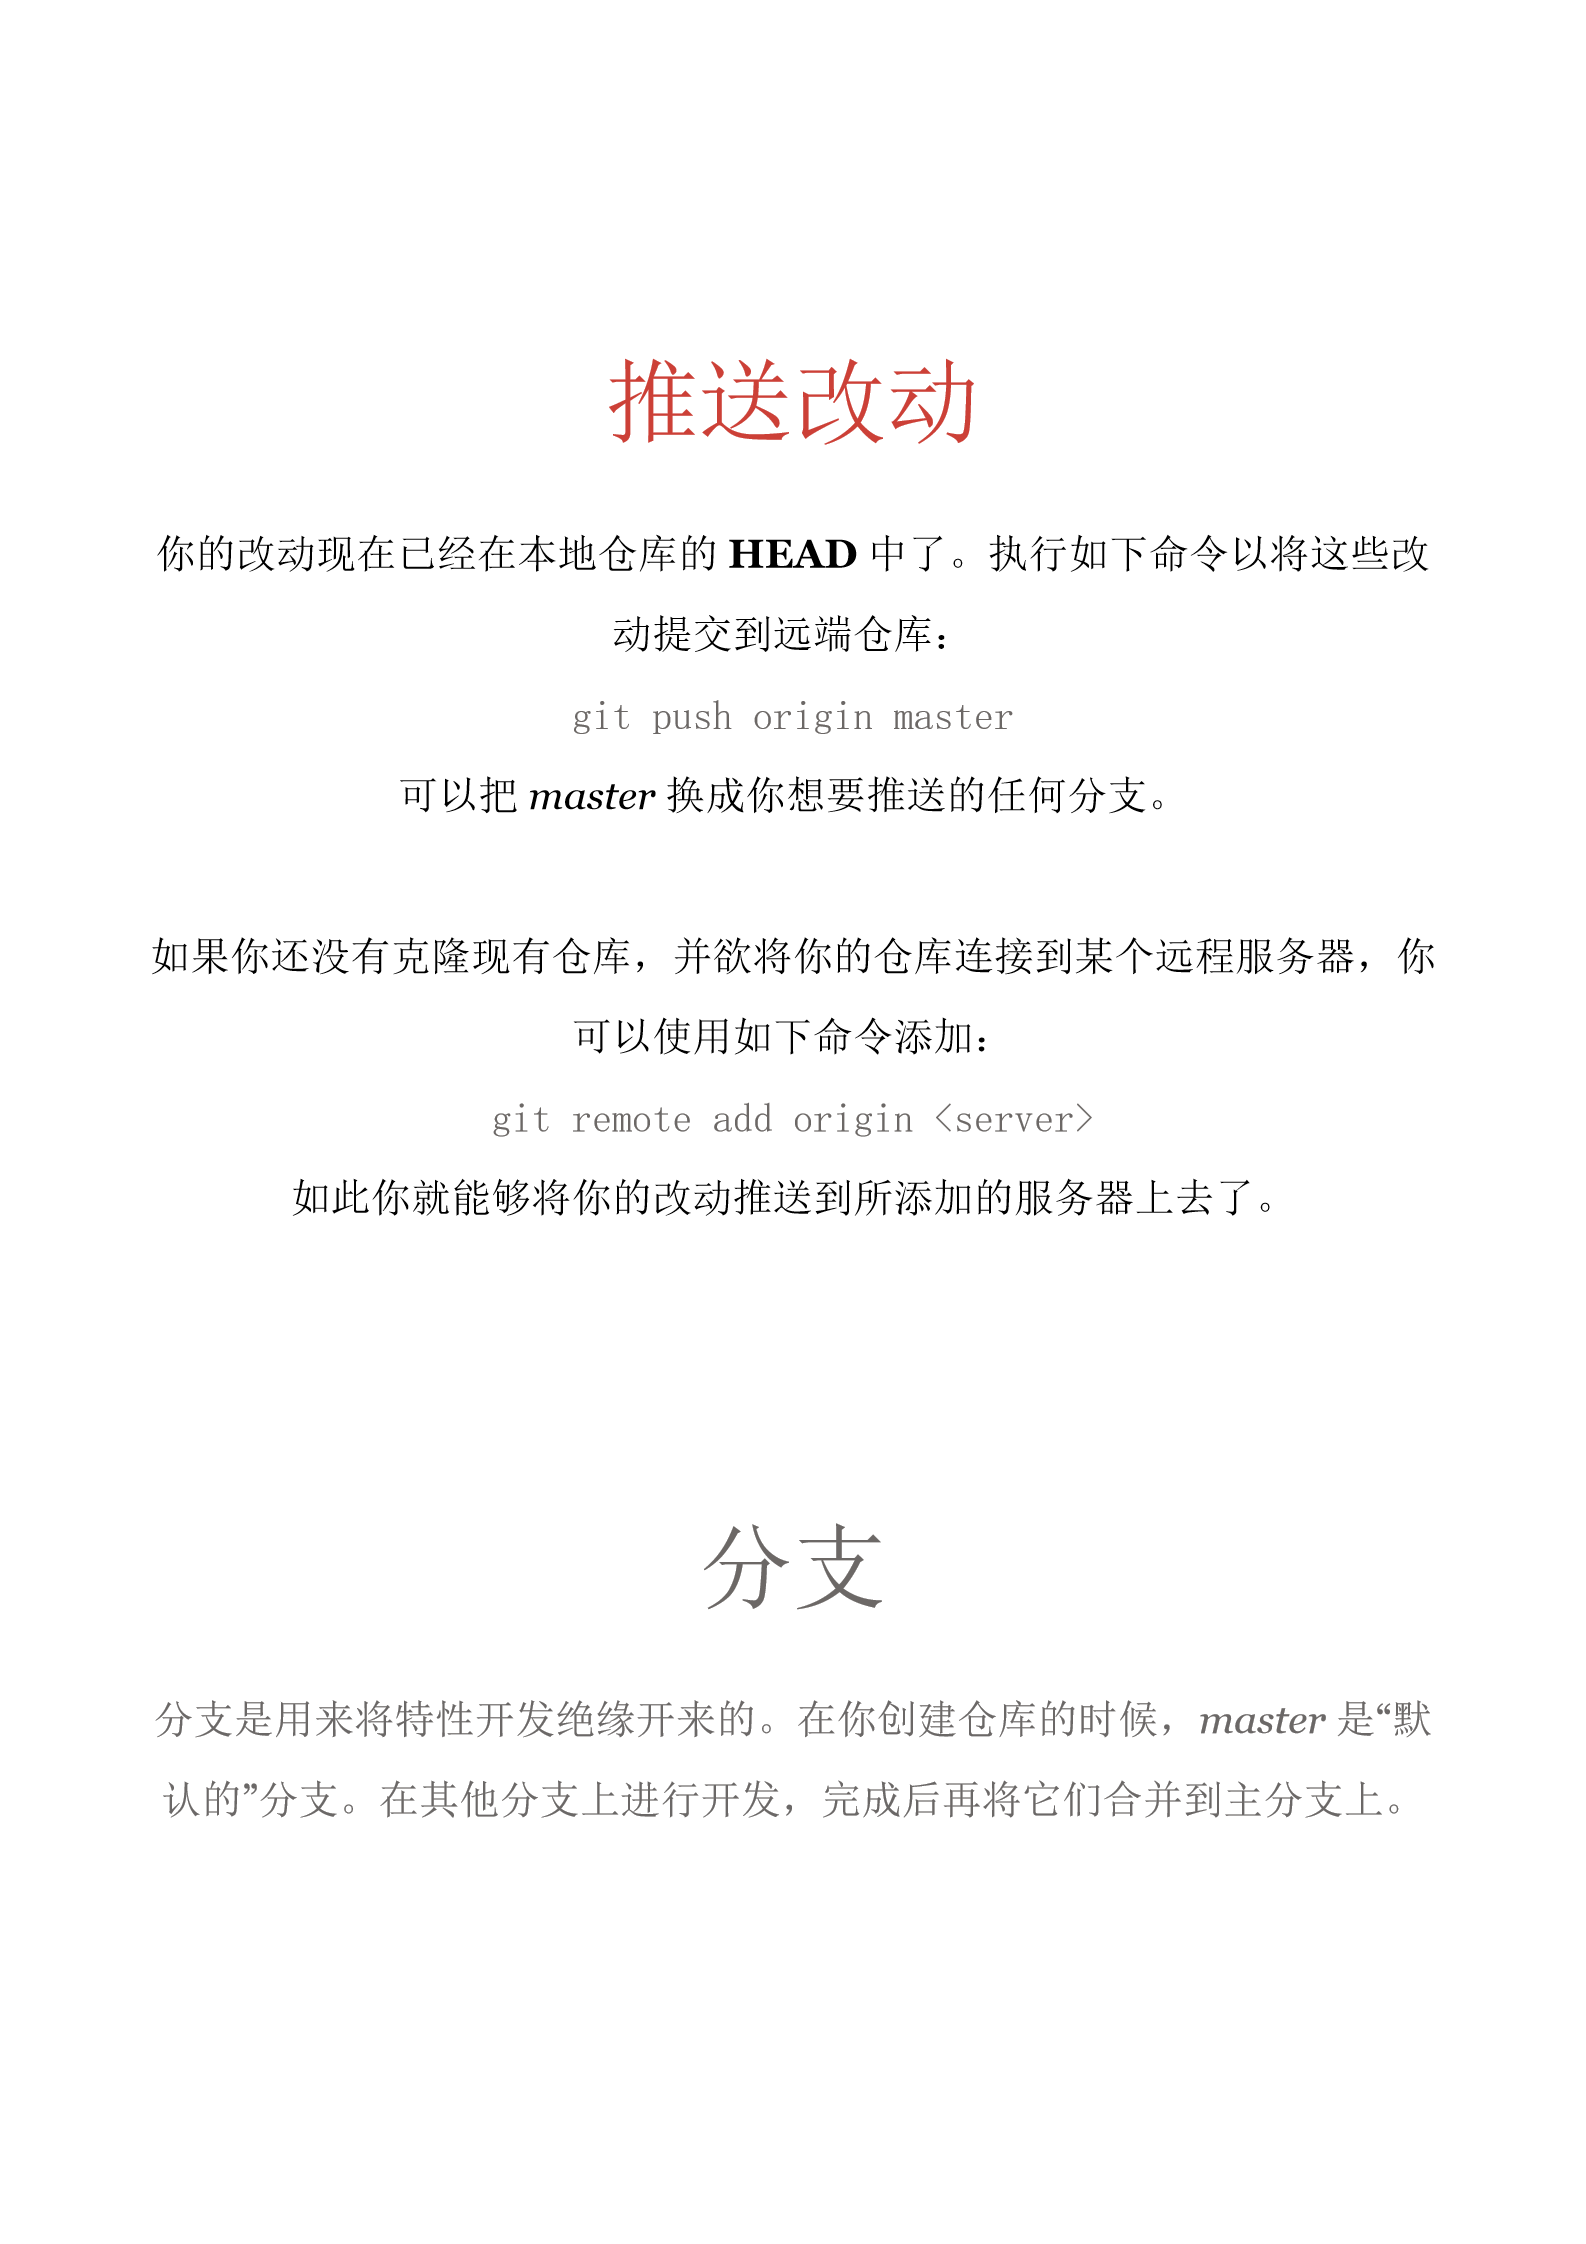 推送改动
你的改动现在已经在本地仓库的 HEAD 中了。执行如下命令以将这些改
动提交到远端仓库：
git push origin master
可以把 master 换成你想要推送的任何分支。
如果你还没有克隆现有仓库，并欲将你的仓库连接到某个远程服务器，你
可以使用如下命令添加：
git remote add origin <server>
如此你就能够将你的改动推送到所添加的服务器上去了。
分支
分支是用来将特性开发绝缘开来的。在你创建仓库的时候，master 是“默
认的”分支。在其他分支上进行开发，完成后再将它们合并到主分支上。